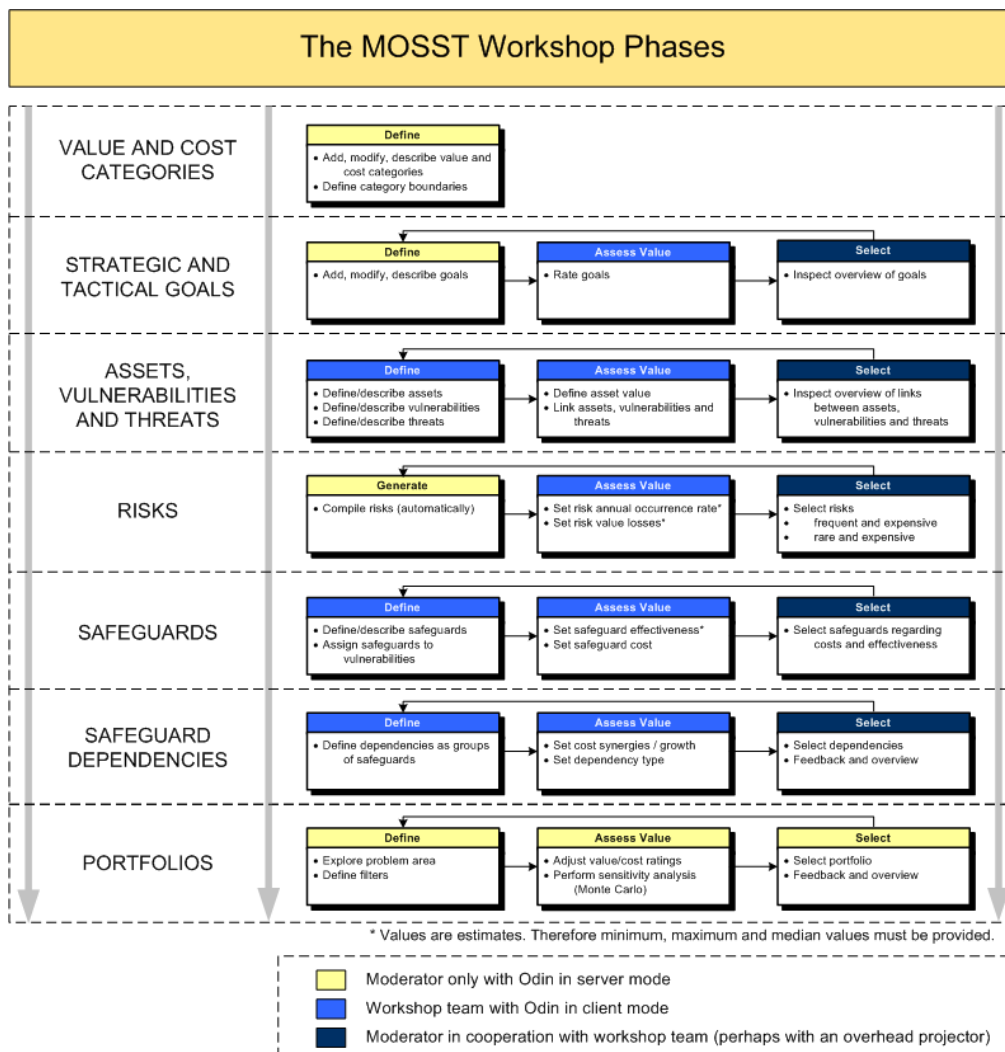 The MOSST Workshop Phases
VALUE AND COST
CATEGORIES
Define
• Add, modify, describe value and
cost categories
• Define category boundaries
STRATEGIC AND
TACTICAL GOALS
Define
• Add, modify, describe goals
Assess Value
• Rate goals
Select
• Inspect overview of goals
ASSETS,
VULNERABILITIES
AND THREATS
Define
• Define/describe assets
• Define/describe vulnerabilities
• Define/describe threats
Assess Value
• Define asset value
• Link assets, vulnerabilities and
threats
Select
• Inspect overview of links
between assets,
vulnerabilities and threats
RISKS
Generate
• Compile risks (automatically)
Assess Value
• Set risk annual occurrence rate*
• Set risk value losses*
Select
• Select risks
• frequent and expensive
• rare and expensive
SAFEGUARDS
Define
• Define/describe safeguards
• Assign safeguards to
vulnerabilities
Assess Value
• Set safeguard effectiveness*
• Set safeguard cost
Select
• Select safeguards regarding
costs and effectiveness
SAFEGUARD
DEPENDENCIES
Define
• Define dependencies as groups
of safeguards
Assess Value
• Set cost synergies / growth
• Set dependency type
Select
• Select dependencies
• Feedback and overview
PORTFOLIOS
Define
• Explore problem area
• Define filters
Assess Value
• Adjust value/cost ratings
• Perform sensitivity analysis
(Monte Carlo)
Select
• Select portfolio
• Feedback and overview
* Values are estimates. Therefore minimum, maximum and median values must be provided.
Moderator only with Odin in server mode
Workshop team with Odin in client mode
Moderator in cooperation with workshop team (perhaps with an overhead projector)